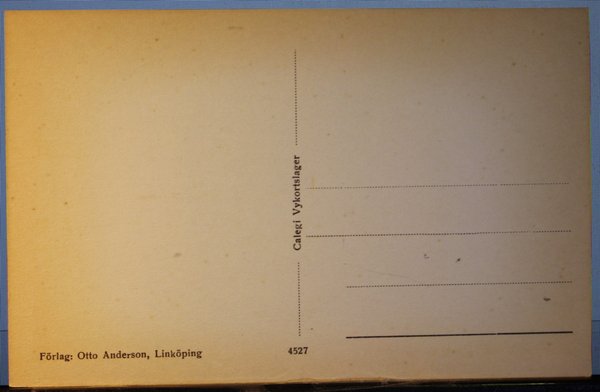 Calegi Vykortslager
Förlag: Otto Anderson, Linköping
4527